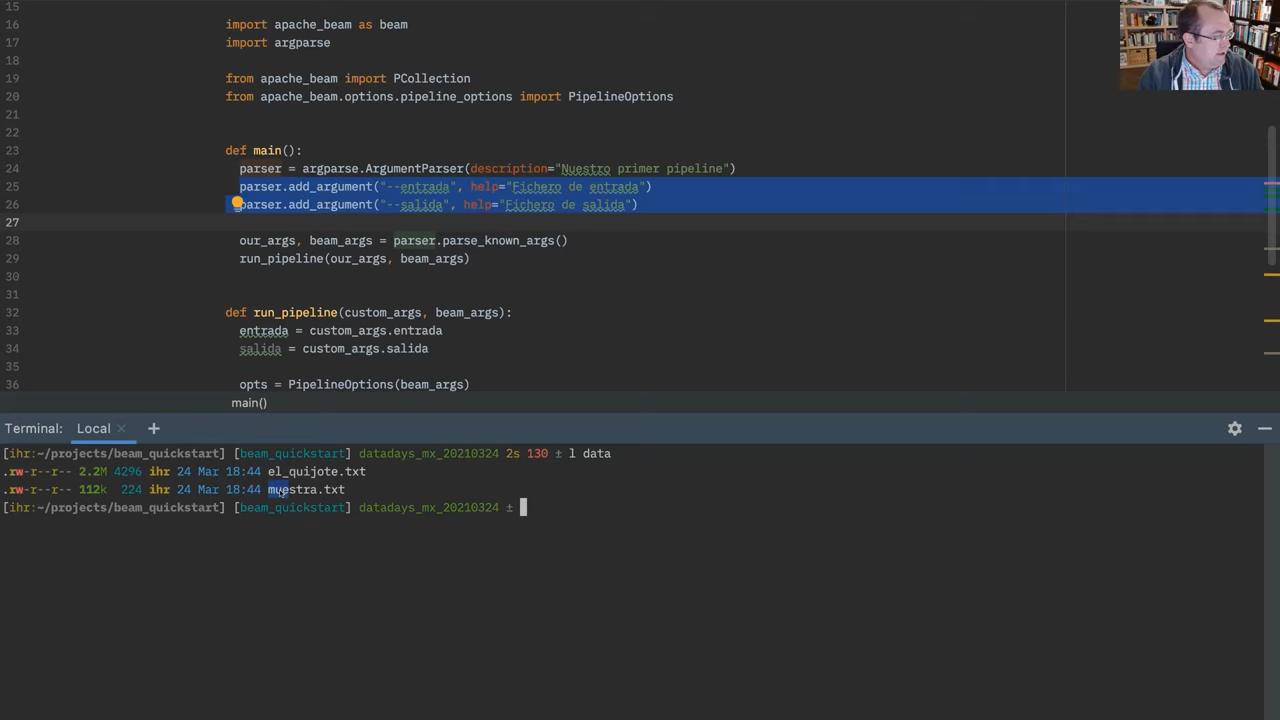 15
16 import apache_beam as beam
17 import argparse
18
19 from apache_beam import PCollection
20 from apache_beam.options.pipeline_options import PipelineOptions
21
22
23 def main():
24 parser = argparse.ArgumentParser(description="Nuestro primer pipeline")
25 parser.add_argument("--entrada", help="Fichero de entrada")
26 parser.add_argument("--salida", help="Fichero de salida")
27
28 our_args, beam_args = parser.parse_known_args()
29 run_pipeline(our_args, beam_args)
30
31
32 def run_pipeline(custom_args, beam_args):
33 entrada = custom_args.entrada
34 salida = custom_args.salida
35
36 opts = PipelineOptions(beam_args)
main()
Terminal: Local × +
[ihr:~/projects/beam_quickstart] [beam_quickstart] datadays_mx_20210324 2s 130 ± l data
.rw-r--r-- 2.2M 4296 ihr 24 Mar 18:44 el_quijote.txt
.rw-r--r-- 112k 224 ihr 24 Mar 18:44 muestra.txt
[ihr:~/projects/beam_quickstart] [beam_quickstart] datadays_mx_20210324 ±